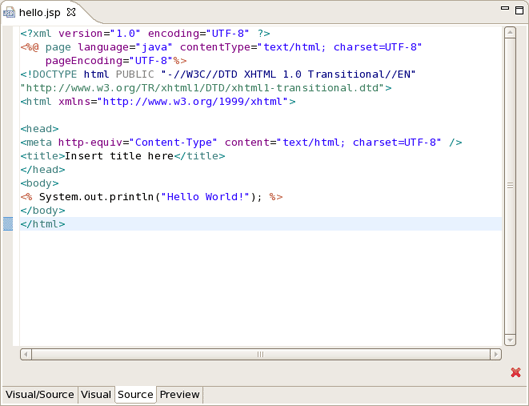 hello.jsp
<?xml version="1.0" encoding="UTF-8" ?>
<%@ page language="java" contentType="text/html; charset=UTF-8"
    pageEncoding="UTF-8"%>
<!DOCTYPE html PUBLIC "-//W3C//DTD XHTML 1.0 Transitional//EN"
"http://www.w3.org/TR/xhtml1/DTD/xhtml1-transitional.dtd">
<html xmlns="http://www.w3.org/1999/xhtml">

<head>
<meta http-equiv="Content-Type" content="text/html; charset=UTF-8" />
<title>Insert title here</title>
</head>
<body>
<% System.out.println("Hello World!"); %>
</body>
</html>
Visual/Source Visual Source Preview